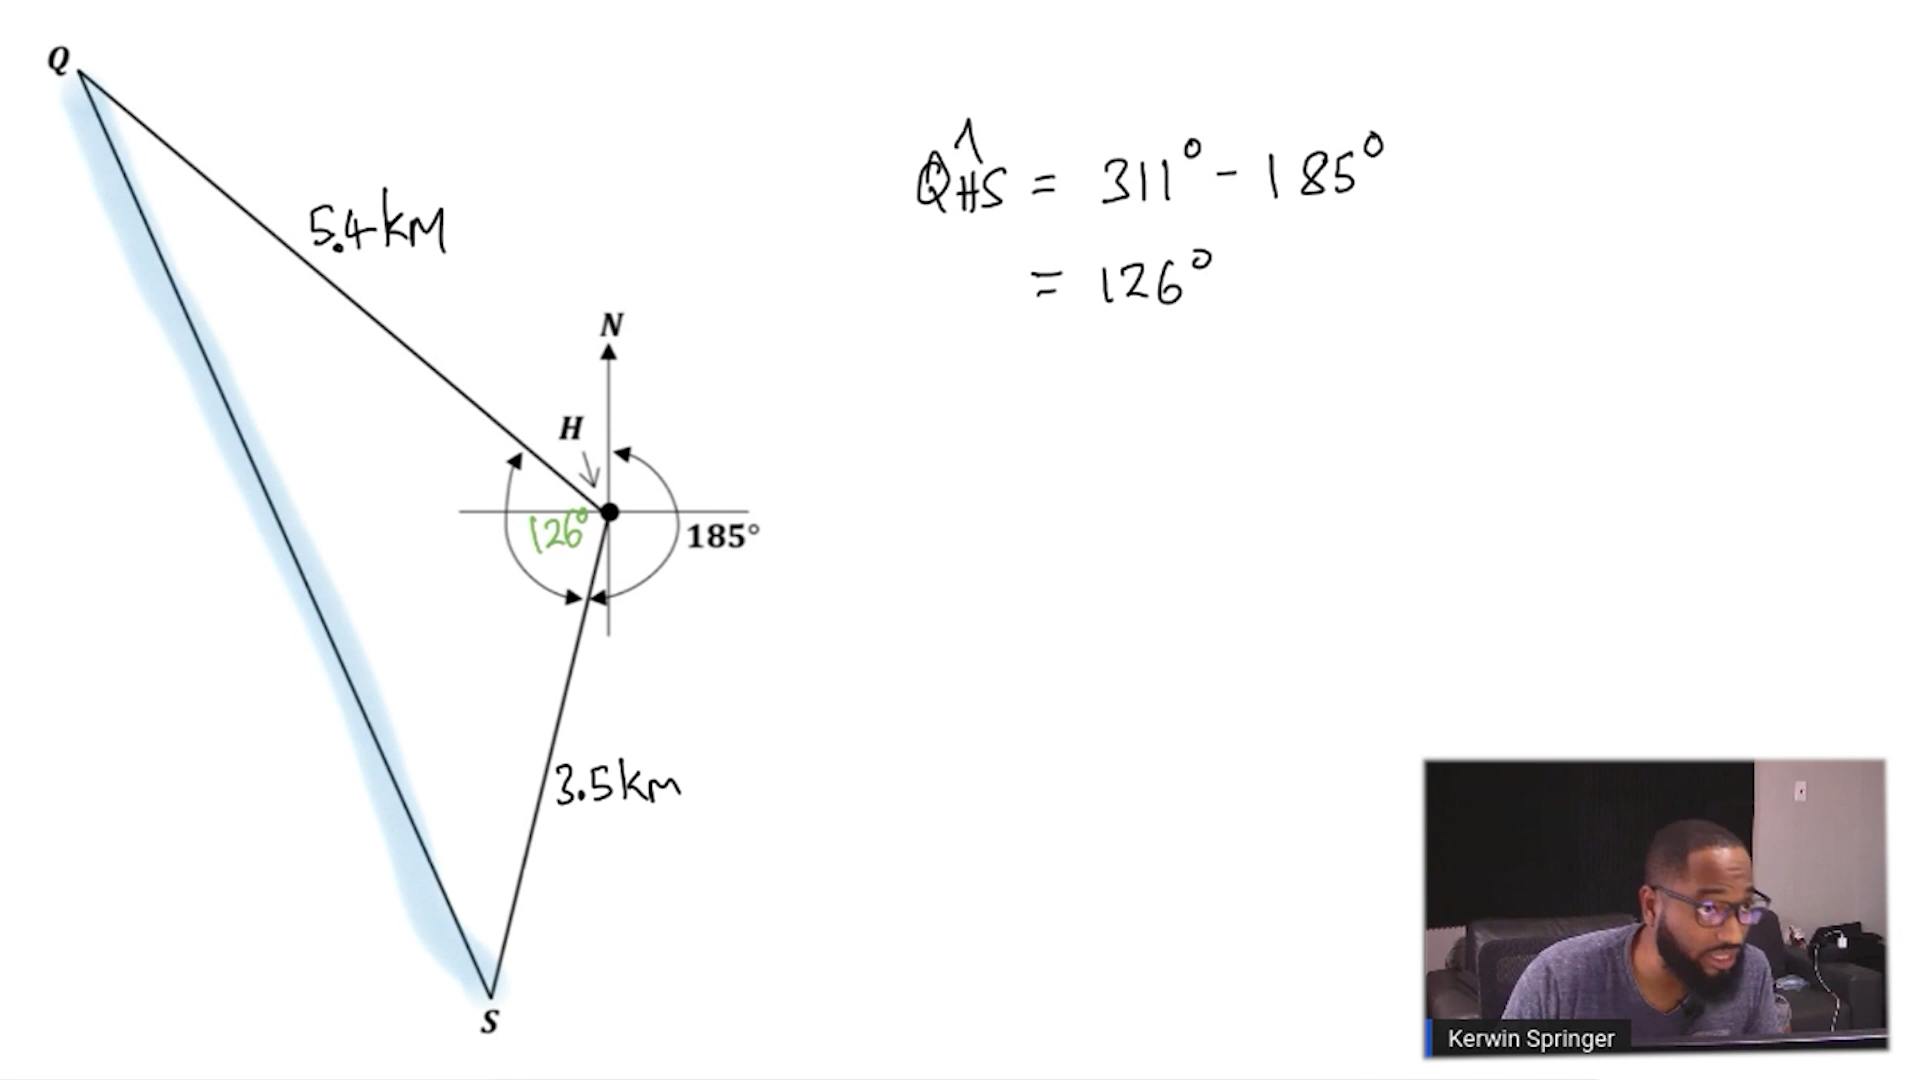 Q
5.4km
N
H
126°
185°
3.5km
S
QĤS = 311° - 185°
= 126°
Kerwin Springer